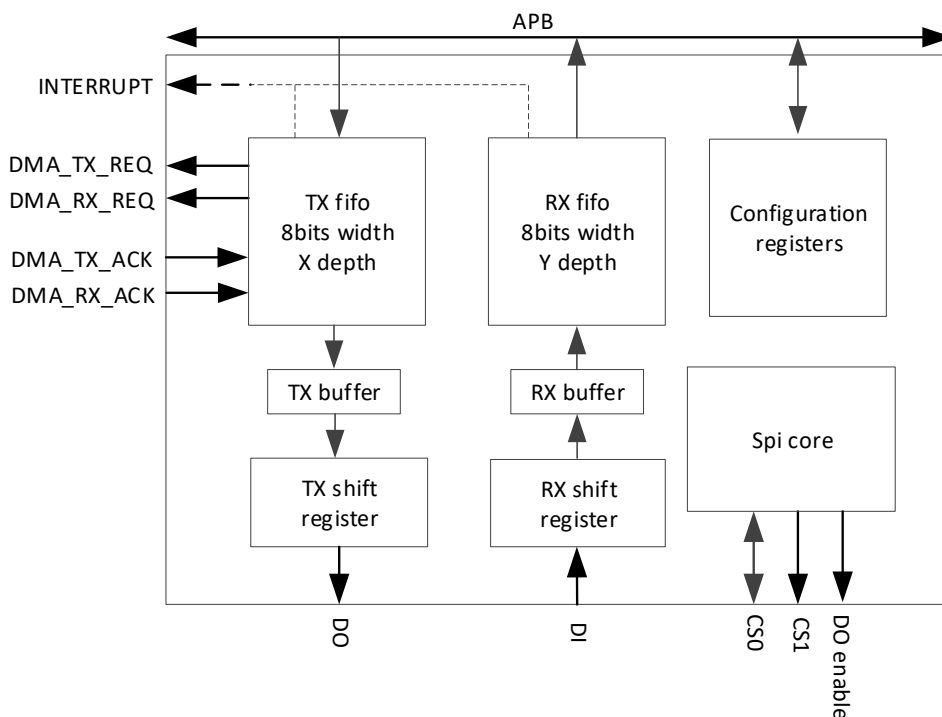 APB
INTERRUPT
DMA_TX_REQ
DMA_RX_REQ
DMA_TX_ACK
DMA_RX_ACK
TX fifo
8bits width
X depth
RX fifo
8bits width
Y depth
Configuration
registers
TX buffer
RX buffer
Spi core
TX shift
register
RX shift
register
DO
DI
CS0
CS1
DO enable